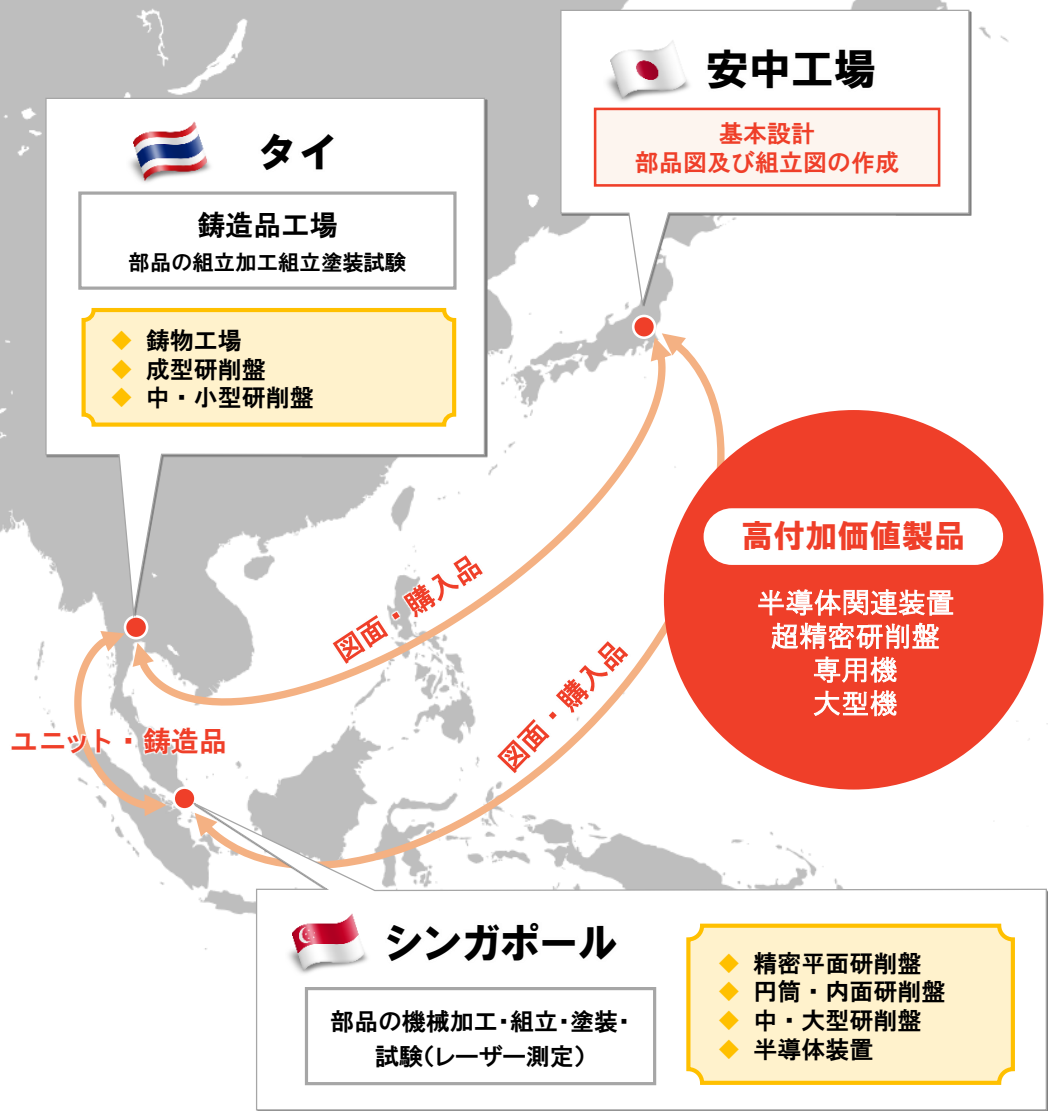 安中工場
基本設計
部品図及び組立図の作成
タイ
鋳造品工場
部品の組立加工組立塗装試験
◆ 鋳物工場
◆ 成型研削盤
◆ 中・小型研削盤
高付加価値製品
半導体関連装置
超精密研削盤
専用機
大型機
図面・購入品
図面・購入品
ユニット・鋳造品
シンガポール
部品の機械加工・組立・塗装・
試験(レーザー測定)
◆ 精密平面研削盤
◆ 円筒・内面研削盤
◆ 中・大型研削盤
◆ 半導体装置